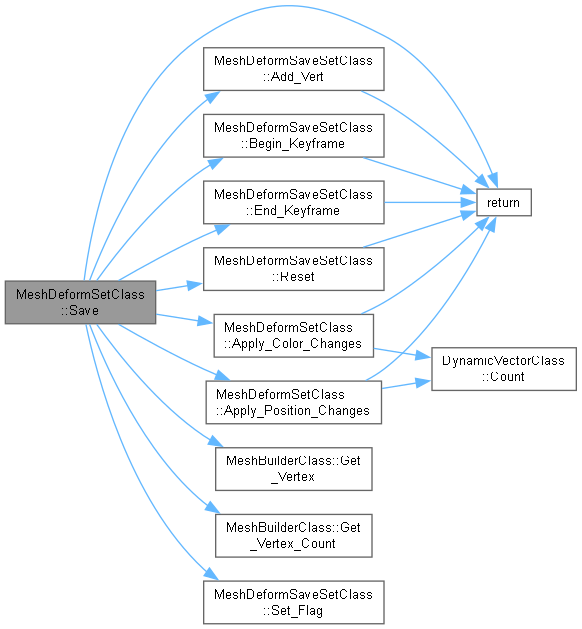 MeshDeformSetClass
::Save
MeshDeformSaveSetClass
::Add_Vert
MeshDeformSaveSetClass
::Begin_Keyframe
MeshDeformSaveSetClass
::End_Keyframe
MeshDeformSaveSetClass
::Reset
MeshDeformSetClass
::Apply_Color_Changes
MeshDeformSetClass
::Apply_Position_Changes
MeshBuilderClass::Get
_Vertex
MeshBuilderClass::Get
_Vertex_Count
MeshDeformSaveSetClass
::Set_Flag
return
DynamicVectorClass
::Count